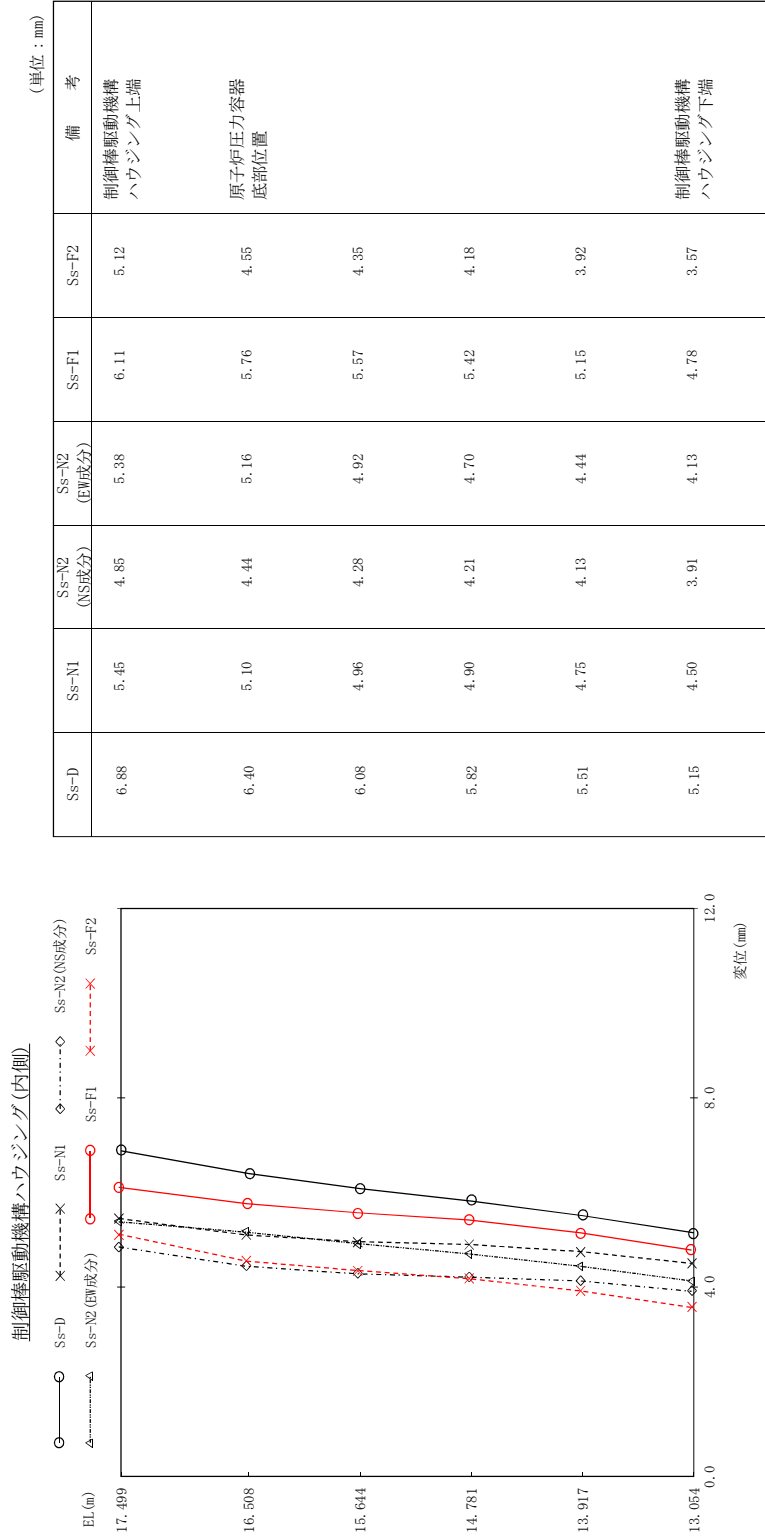 制御棒駆動機構ハウジング(内側)
Ss-D Ss-N1 Ss-N2(NS成分)
Ss-N2(EW成分) Ss-F1 Ss-F2
EL(m)
17.499
16.508
15.644
14.781
13.917
13.054
0.0 4.0 8.0 12.0
変位(mm)
(単位：mm)
Ss-D Ss-N1 Ss-N2 Ss-N2 Ss-F1 Ss-F2 備 考
(NS成分) (EW成分)
6.88 5.45 4.85 5.38 6.11 5.12 制御棒駆動機構
ハウジング上端
6.40 5.10 4.44 5.16 5.76 4.55 原子炉圧力容器
底部位置
6.08 4.96 4.28 4.92 5.57 4.35
5.82 4.90 4.21 4.70 5.42 4.18
5.51 4.75 4.13 4.44 5.15 3.92
5.15 4.50 3.91 4.13 4.78 3.57 制御棒駆動機構
ハウジング下端